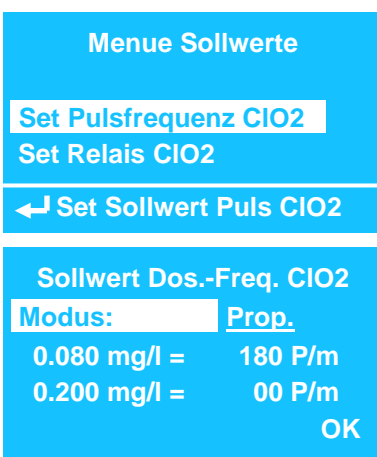 Menue Sollwerte
Set Pulsfrequenz ClO2
Set Relais ClO2
Set Sollwert Puls ClO2
Sollwert Dos.-Freq. ClO2
Modus: Prop.
0.080 mg/l = 180 P/m
0.200 mg/l = 00 P/m
OK